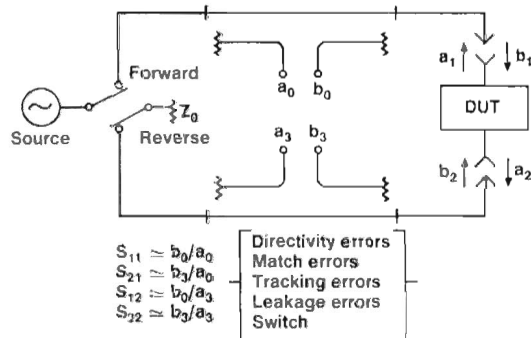 Forward
Source
Z₀
Reverse
a₀ b₀
a₃ b₃
a₁ b₁
DUT
b₂ a₂
S₁₁ ≃ b₀/a₀
S₂₁ ≃ b₃/a₀
S₁₂ ≃ b₀/a₃
S₂₂ ≃ b₃/a₃
Directivity errors
Match errors
Tracking errors
Leakage errors
Switch